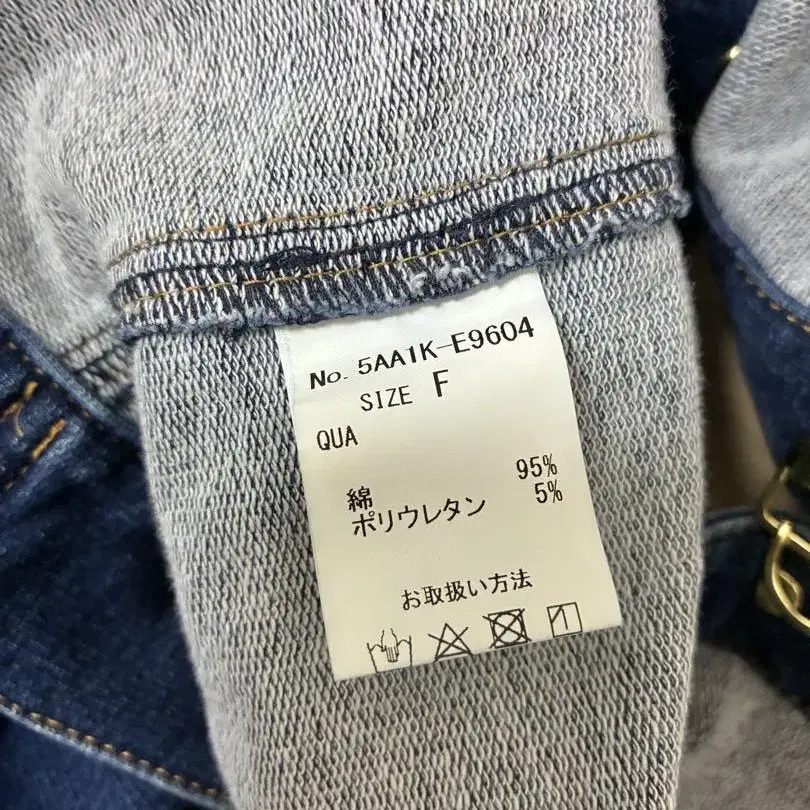 No. 5AA1K-E9604
SIZE F
QUA
綿 95%
ポリウレタン 5%
お取扱い方法